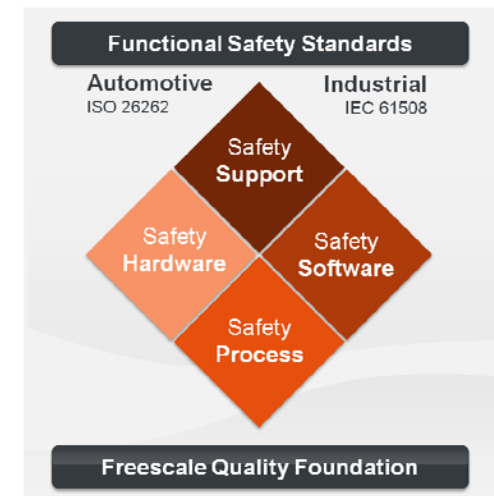 Functional Safety Standards
Automotive
ISO 26262
Industrial
IEC 61508
Safety
Support
Safety
Hardware
Safety
Software
Safety
Process
Freescale Quality Foundation